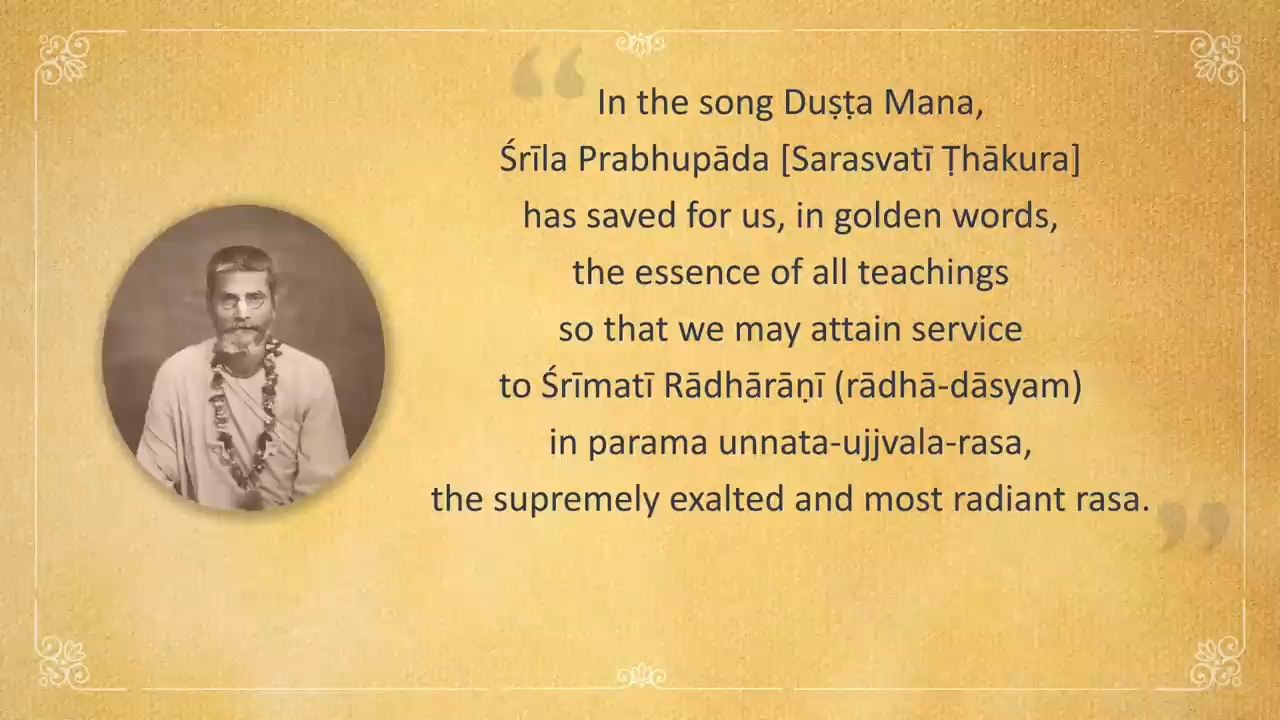 “ In the song Duṣṭa Mana,
Śrīla Prabhupāda [Sarasvatī Ṭhākura]
has saved for us, in golden words,
the essence of all teachings
so that we may attain service
to Śrīmatī Rādhārāṇī (rādhā-dāsyam)
in parama unnata-ujjvala-rasa,
the supremely exalted and most radiant rasa. ”